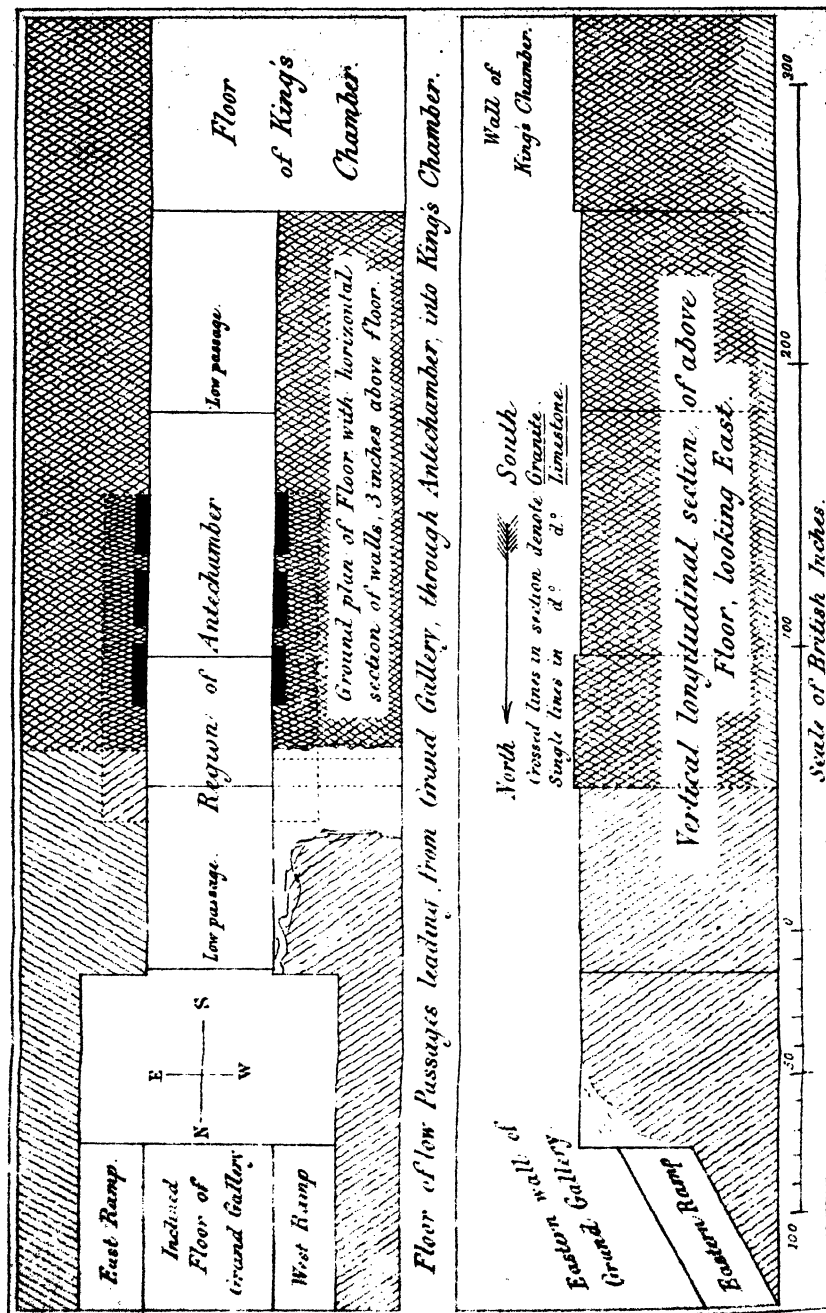 East Ramp.
Inclined
Floor of
Grand Gallery
West Ramp
E
N
S
W
Low passage.
Region of Antechamber
Low passage.
Floor
of King's
Chamber.
Ground plan of Floor with horizontal
section of walls, 3 inches above floor.
Floor of low Passages leading from Grand Gallery, through Antechamber, into King's Chamber.
Eastern wall of
Grand Gallery.
Eastern Ramp
North
South
Crossed lines in section denote Granite.
Single lines in dº dº Limestone.
Wall of
King's Chamber.
Vertical longitudinal section of above
Floor, looking East.
100
50
0
100
200
300
Scale of British Inches.